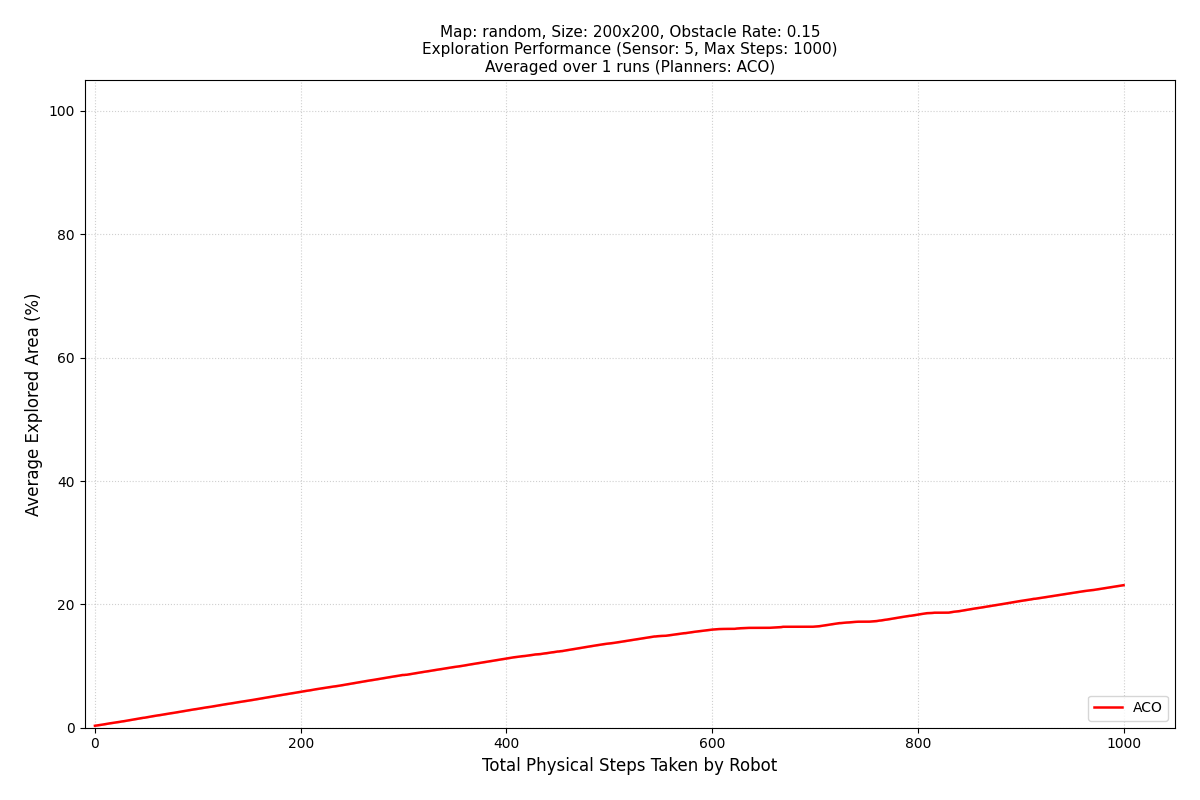 Map: random, Size: 200x200, Obstacle Rate: 0.15
Exploration Performance (Sensor: 5, Max Steps: 1000)
Averaged over 1 runs (Planners: ACO)
Average Explored Area (%)
100
80
60
40
20
0
ACO
0
200
400
600
800
1000
Total Physical Steps Taken by Robot